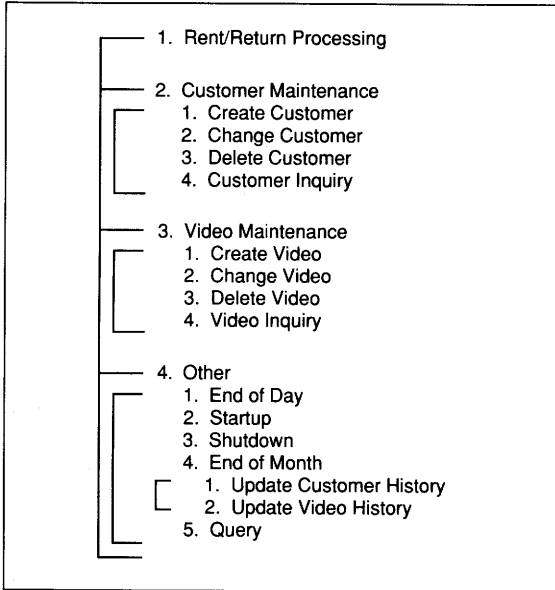 1. Rent/Return Processing
2. Customer Maintenance
1. Create Customer
2. Change Customer
3. Delete Customer
4. Customer Inquiry
3. Video Maintenance
1. Create Video
2. Change Video
3. Delete Video
4. Video Inquiry
4. Other
1. End of Day
2. Startup
3. Shutdown
4. End of Month
1. Update Customer History
2. Update Video History
5. Query